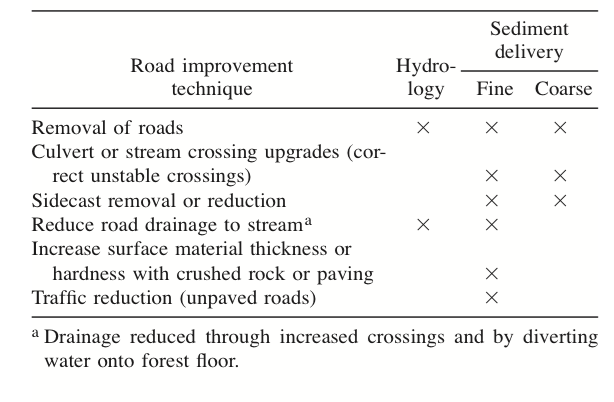 Sediment
delivery
Road improvement technique Hydro-logy Fine Coarse
Removal of roads × × ×
Culvert or stream crossing upgrades (cor-
rect unstable crossings) × ×
Sidecast removal or reduction × ×
Reduce road drainage to stream^a × ×
Increase surface material thickness or
hardness with crushed rock or paving ×
Traffic reduction (unpaved roads) ×
a Drainage reduced through increased crossings and by diverting
water onto forest floor.